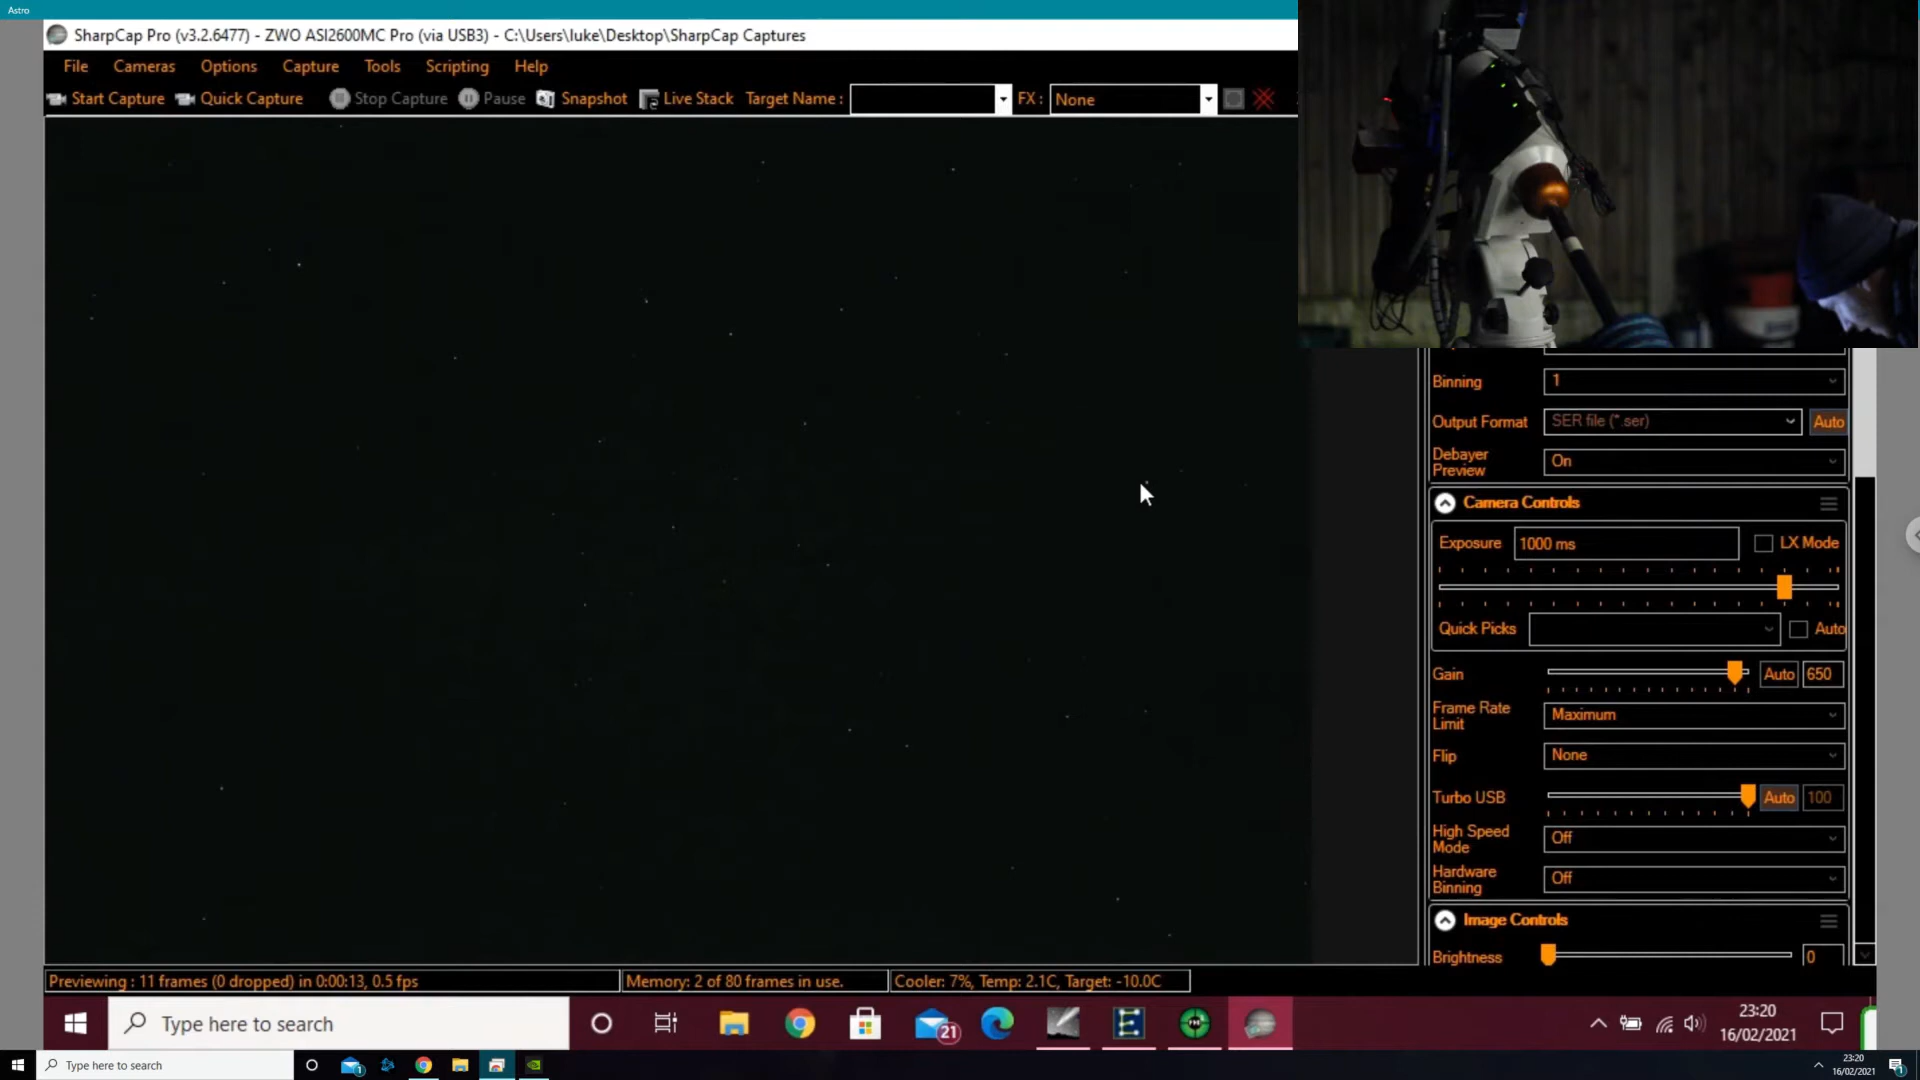 Astro
SharpCap Pro (v3.2.6477) - ZWO ASI2600MC Pro (via USB3) - C:\Users\luke\Desktop\SharpCap Captures
File Cameras Options Capture Tools Scripting Help
Start Capture Quick Capture Stop Capture Pause Snapshot Live Stack Target Name : FX : None
Binning 1
Output Format SER file (*.ser) Auto
Debayer Preview On
Camera Controls
Exposure 1000 ms LX Mode
Quick Picks Auto
Gain Auto 650
Frame Rate Limit Maximum
Flip None
Turbo USB Auto 100
High Speed Mode Off
Hardware Binning Off
Image Controls
Brightness 0
Previewing : 11 frames (0 dropped) in 0:00:13, 0.5 fps Memory: 2 of 80 frames in use. Cooler: 7%, Temp: 2.1C, Target: -10.0C
Type here to search 21 23:20
16/02/2021
Type here to search 1 23:20
16/02/2021 1